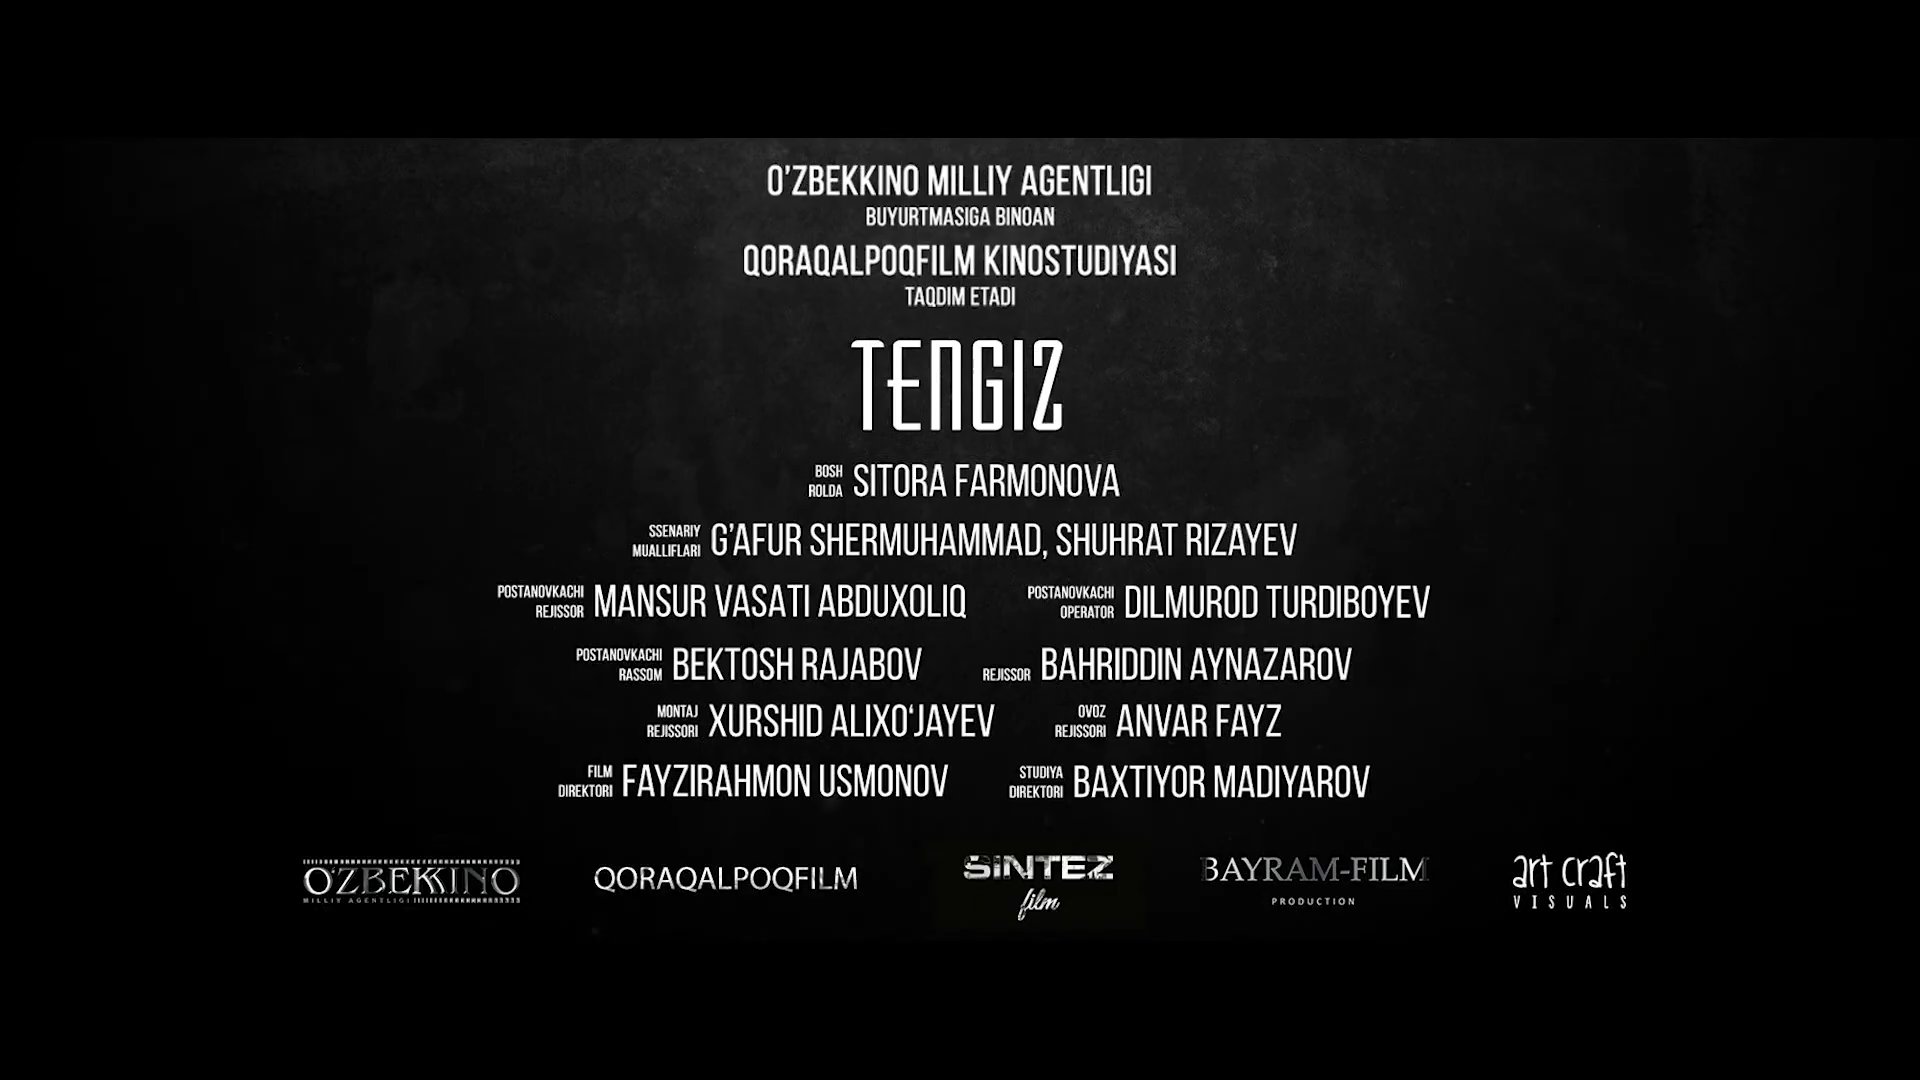 O'ZBEKKINO MILLIY AGENTLIGI
BUYURTMASIGA BINOAN
QORAQALPOQFILM KINOSTUDIYASI
TAQDIM ETADI
TENGIZ
BOSH ROLDA SITORA FARMONOVA
SSENARIY MUALLIFLARI G'AFUR SHERMUHAMMAD, SHUHRAT RIZAYEV
POSTANOVKACHI REJISSOR MANSUR VASATI ABDUXOLIQ
POSTANOVKACHI OPERATOR DILMUROD TURDIBOYEV
POSTANOVKACHI RASSOM BEKTOSH RAJABOV
REJISSOR BAHRIDDIN AYNAZAROV
MONTAJ REJISSORI XURSHID ALIXO‘JAYEV
OVOZ REJISSORI ANVAR FAYZ
FILM DIREKTORI FAYZIRAHMON USMONOV
STUDIYA DIREKTORI BAXTIYOR MADIYAROV
O'ZBEKKINO
MILLIY AGENTLIGI
QORAQALPOQFILM
SINTEZ
film
BAYRAM-FILM
PRODUCTION
art craft
VISUALS